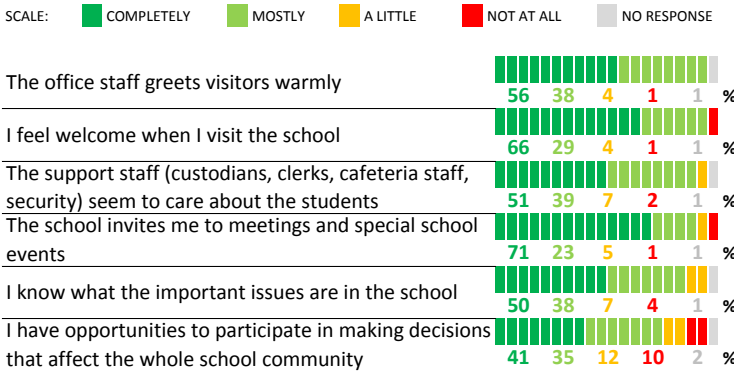 SCALE: COMPLETELY MOSTLY A LITTLE NOT AT ALL NO RESPONSE
The office staff greets visitors warmly
56 38 4 1 1 %
I feel welcome when I visit the school
66 29 4 1 1 %
The support staff (custodians, clerks, cafeteria staff,
security) seem to care about the students
51 39 7 2 1 %
The school invites me to meetings and special school
events
71 23 5 1 1 %
I know what the important issues are in the school
50 38 7 4 1 %
I have opportunities to participate in making decisions
that affect the whole school community
41 35 12 10 2 %